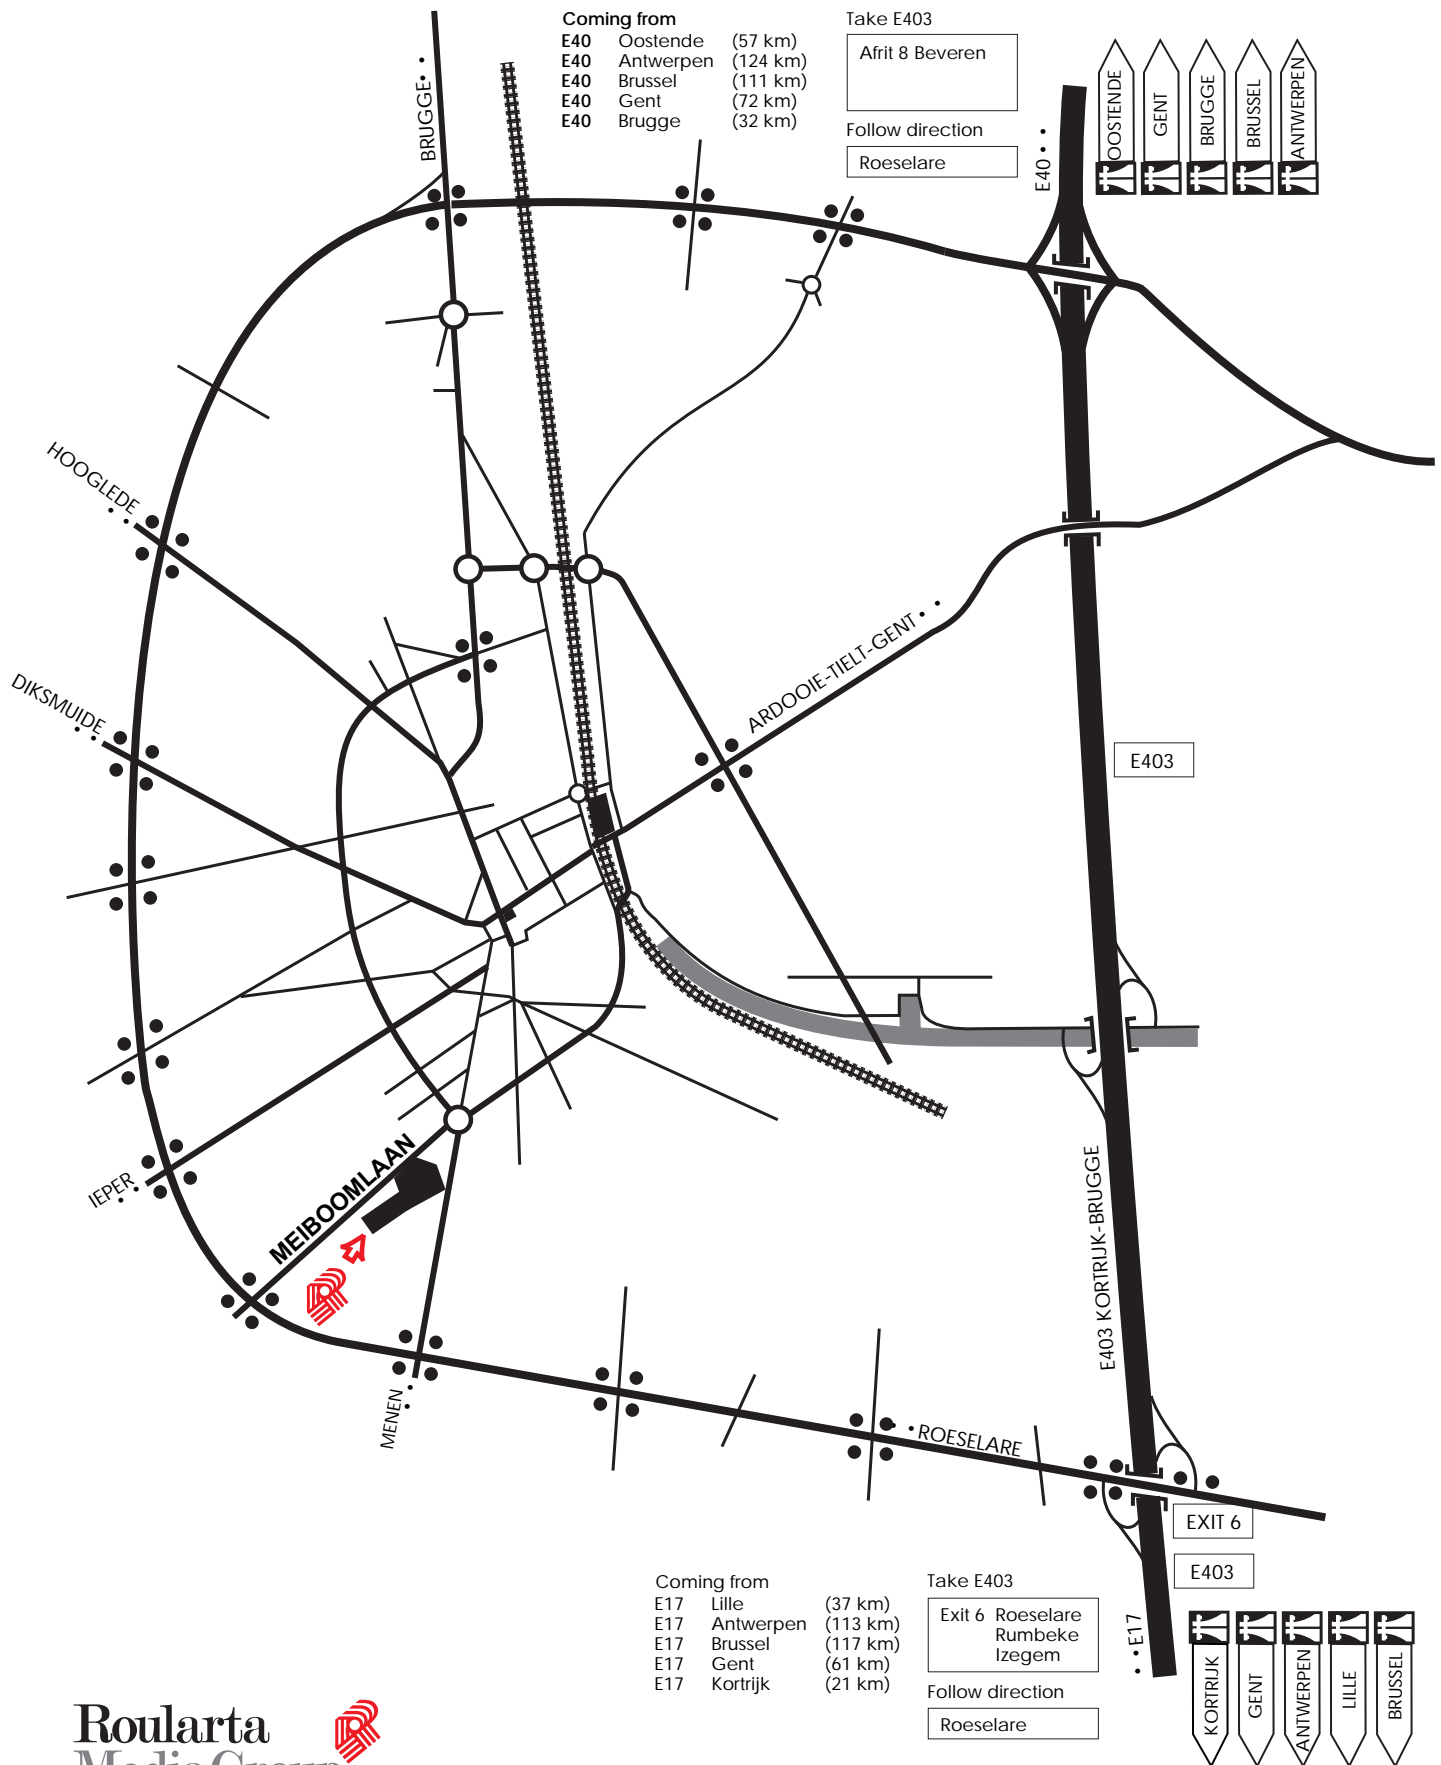 Coming from
E40 Oostende (57 km)
E40 Antwerpen (124 km)
E40 Brussel (111 km)
E40 Gent (72 km)
E40 Brugge (32 km)
Take E403
Afrit 8 Beveren
Follow direction
Roeselare
E40
OOSTENDE
GENT
BRUGGE
BRUSSEL
ANTWERPEN
BRUGGE
HOOGLEDE
DIKSMUIDE
ARDOOIE-TIELT-GENT
E403
IEPER
MEIBOOMLAAN
E403 KORTRIJK-BRUGGE
MENEN
ROESELARE
EXIT 6
E403
Coming from
E17 Lille (37 km)
E17 Antwerpen (113 km)
E17 Brussel (117 km)
E17 Gent (61 km)
E17 Kortrijk (21 km)
Take E403
Exit 6 Roeselare
Rumbeke
Izegem
Follow direction
Roeselare
E17
KORTRIJK
GENT
ANTWERPEN
LILLE
BRUSSEL
Roularta
Media Group